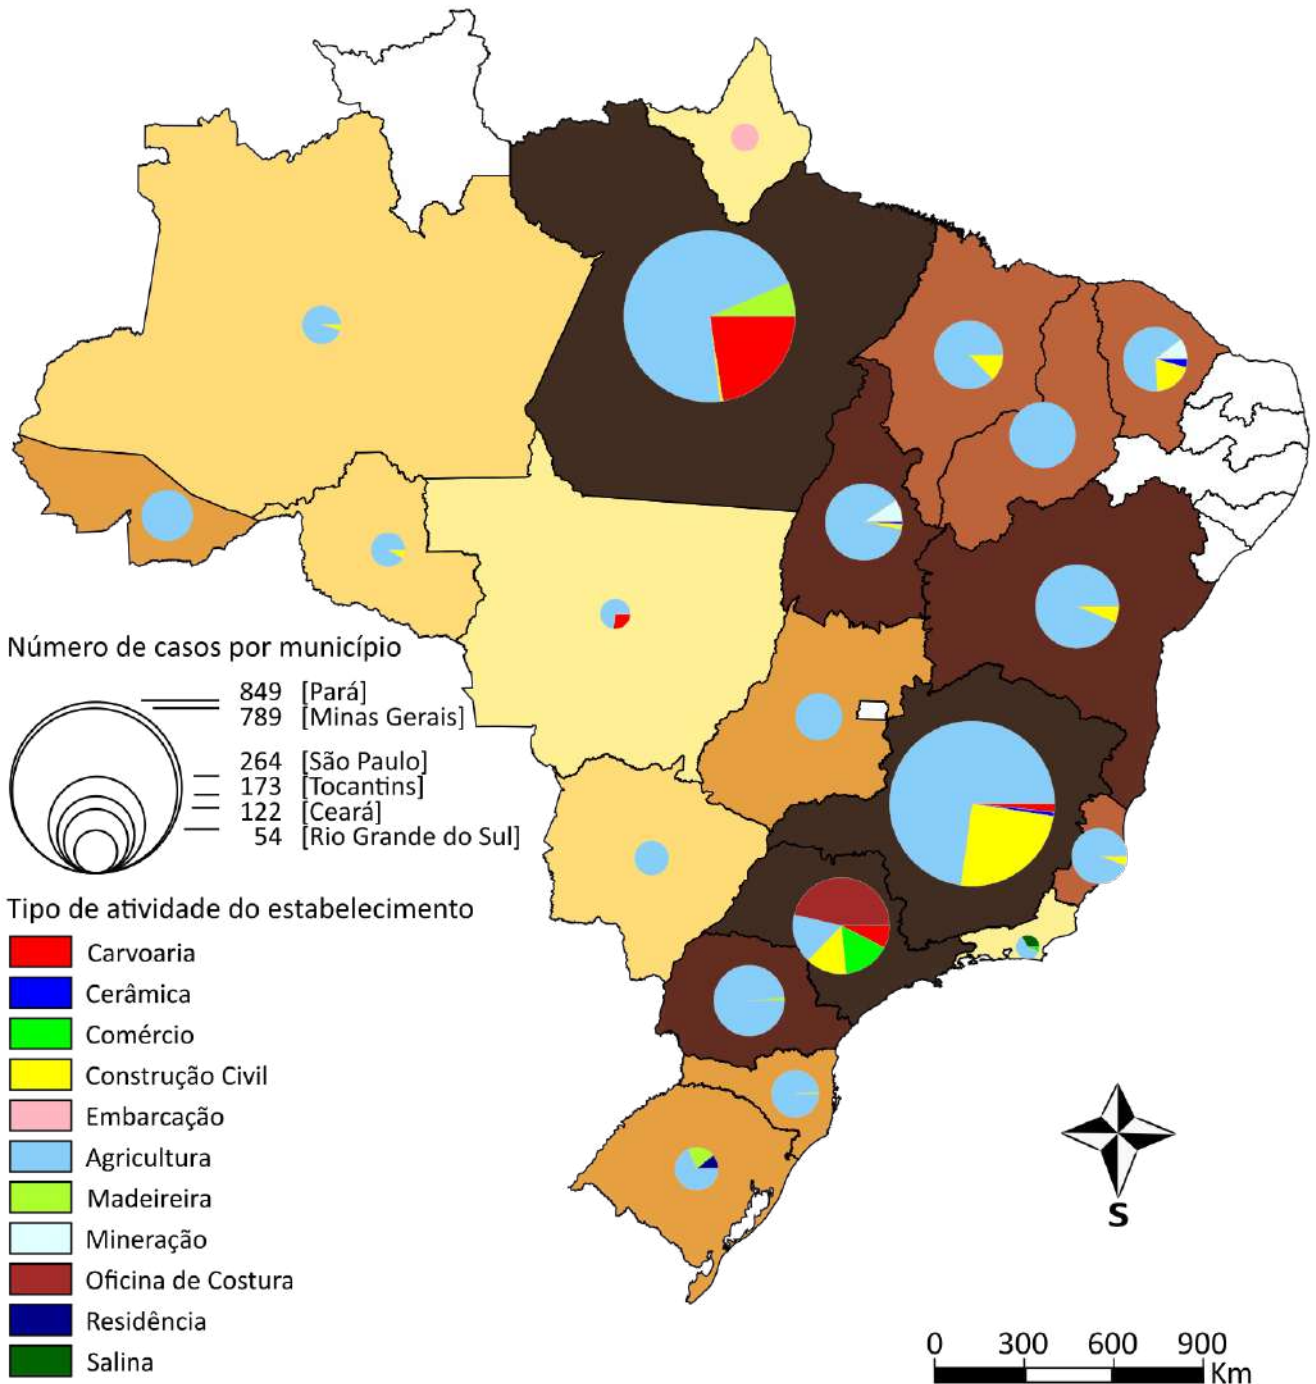 Número de casos por município
849 [Pará]
789 [Minas Gerais]
264 [São Paulo]
173 [Tocantins]
122 [Ceará]
54 [Rio Grande do Sul]
Tipo de atividade do estabelecimento
Carvoaria
Cerâmica
Comércio
Construção Civil
Embarcação
Agricultura
Madeireira
Mineração
Oficina de Costura
Residência
Salina
S
0 300 600 900
Km